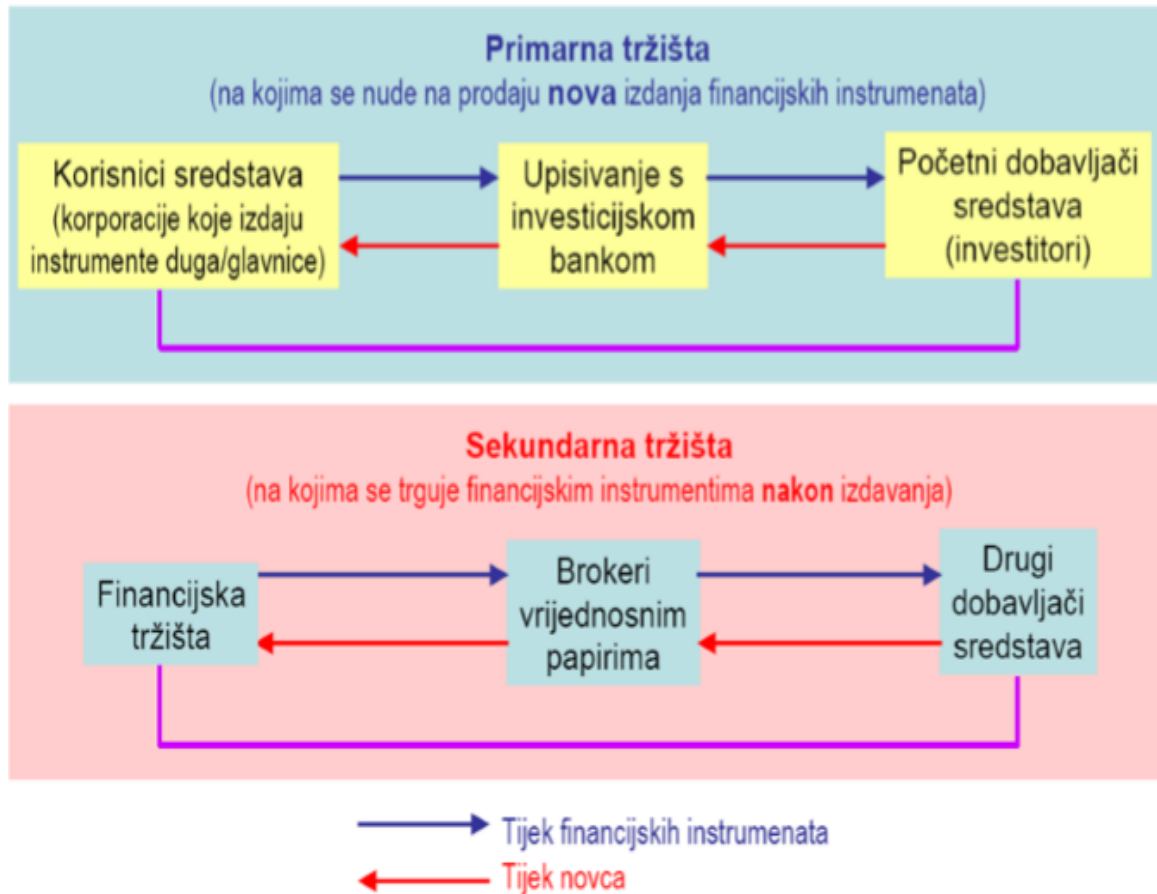 Primarna tržišta
(na kojima se nude na prodaju nova izdanja financijskih instrumenata)
Korisnici sredstava
(korporacije koje izdaju
instrumente duga/glavnice)
Upisivanje s
investicijskom
bankom
Početni dobavljači
sredstava
(investitori)
Sekundarna tržišta
(na kojima se trguje financijskim instrumentima nakon izdavanja)
Financijska
tržišta
Brokeri
vrijednosnim
papirima
Drugi
dobavljači
sredstava
Tijek financijskih instrumenata
Tijek novca